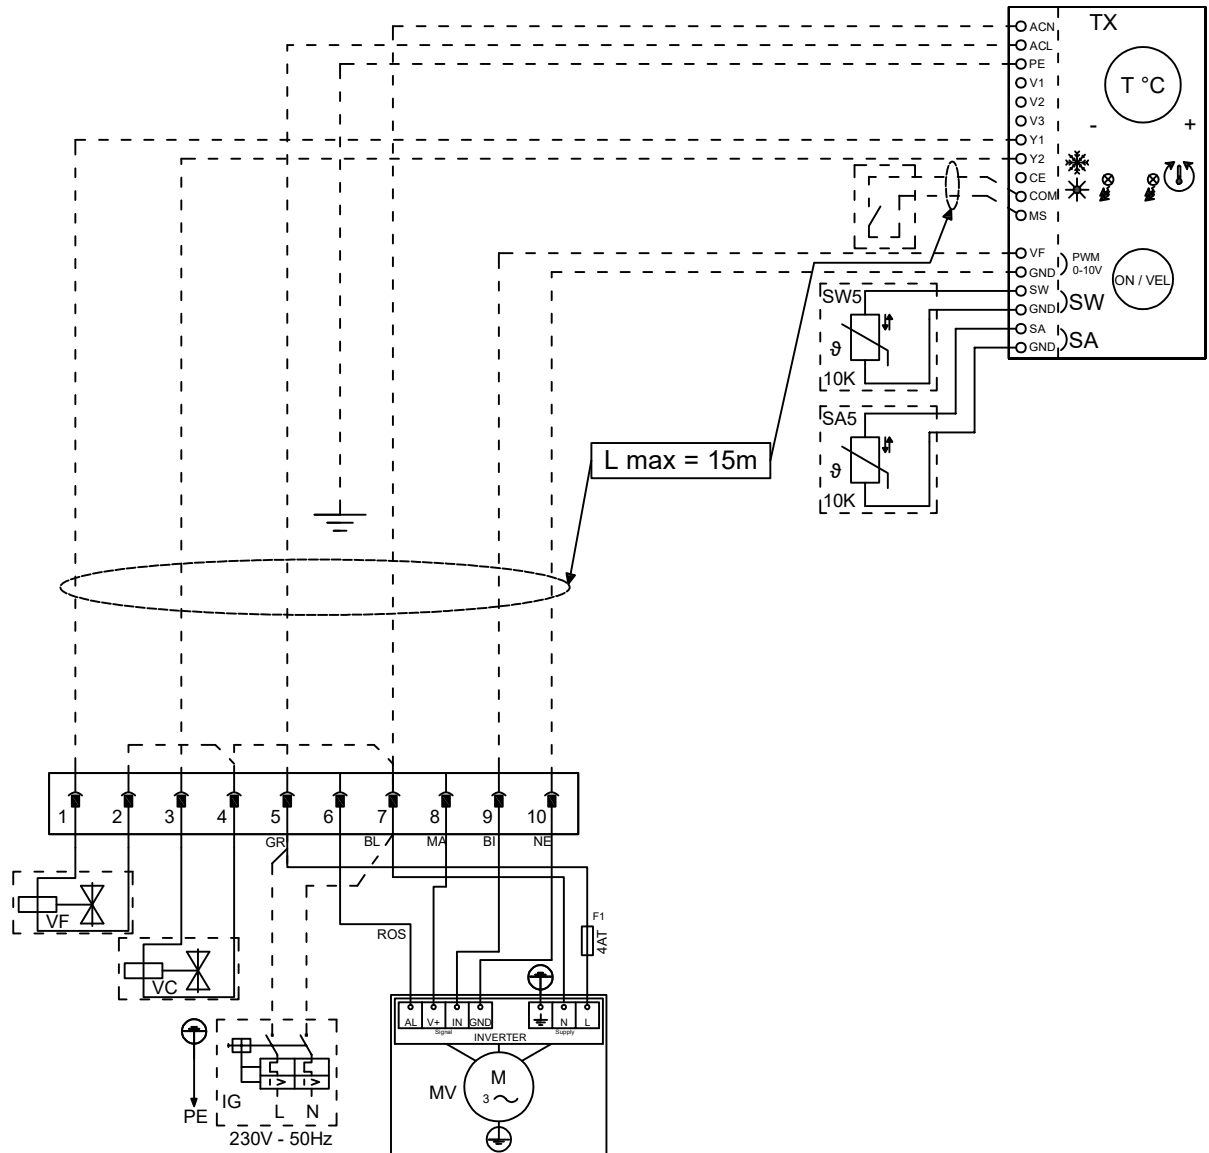 TX
ACN
ACL
PE
V1
V2
V3
Y1
Y2
CE
COM
MS
VF
GND
SW
GND
SA
GND
T °C
- +
PWM
0-10V
ON / VEL
SW
SA
SW5
ϑ
10K
SA5
ϑ
10K
L max = 15m
1 2 3 4 5 6 7 8 9 10
GR BL MA BI NE
VF
VC
ROS
F1
4AT
AL V+ IN GND N L
Signal Supply
INVERTER
M
3
MV
PE
IG
I > I >
L N
230V - 50Hz